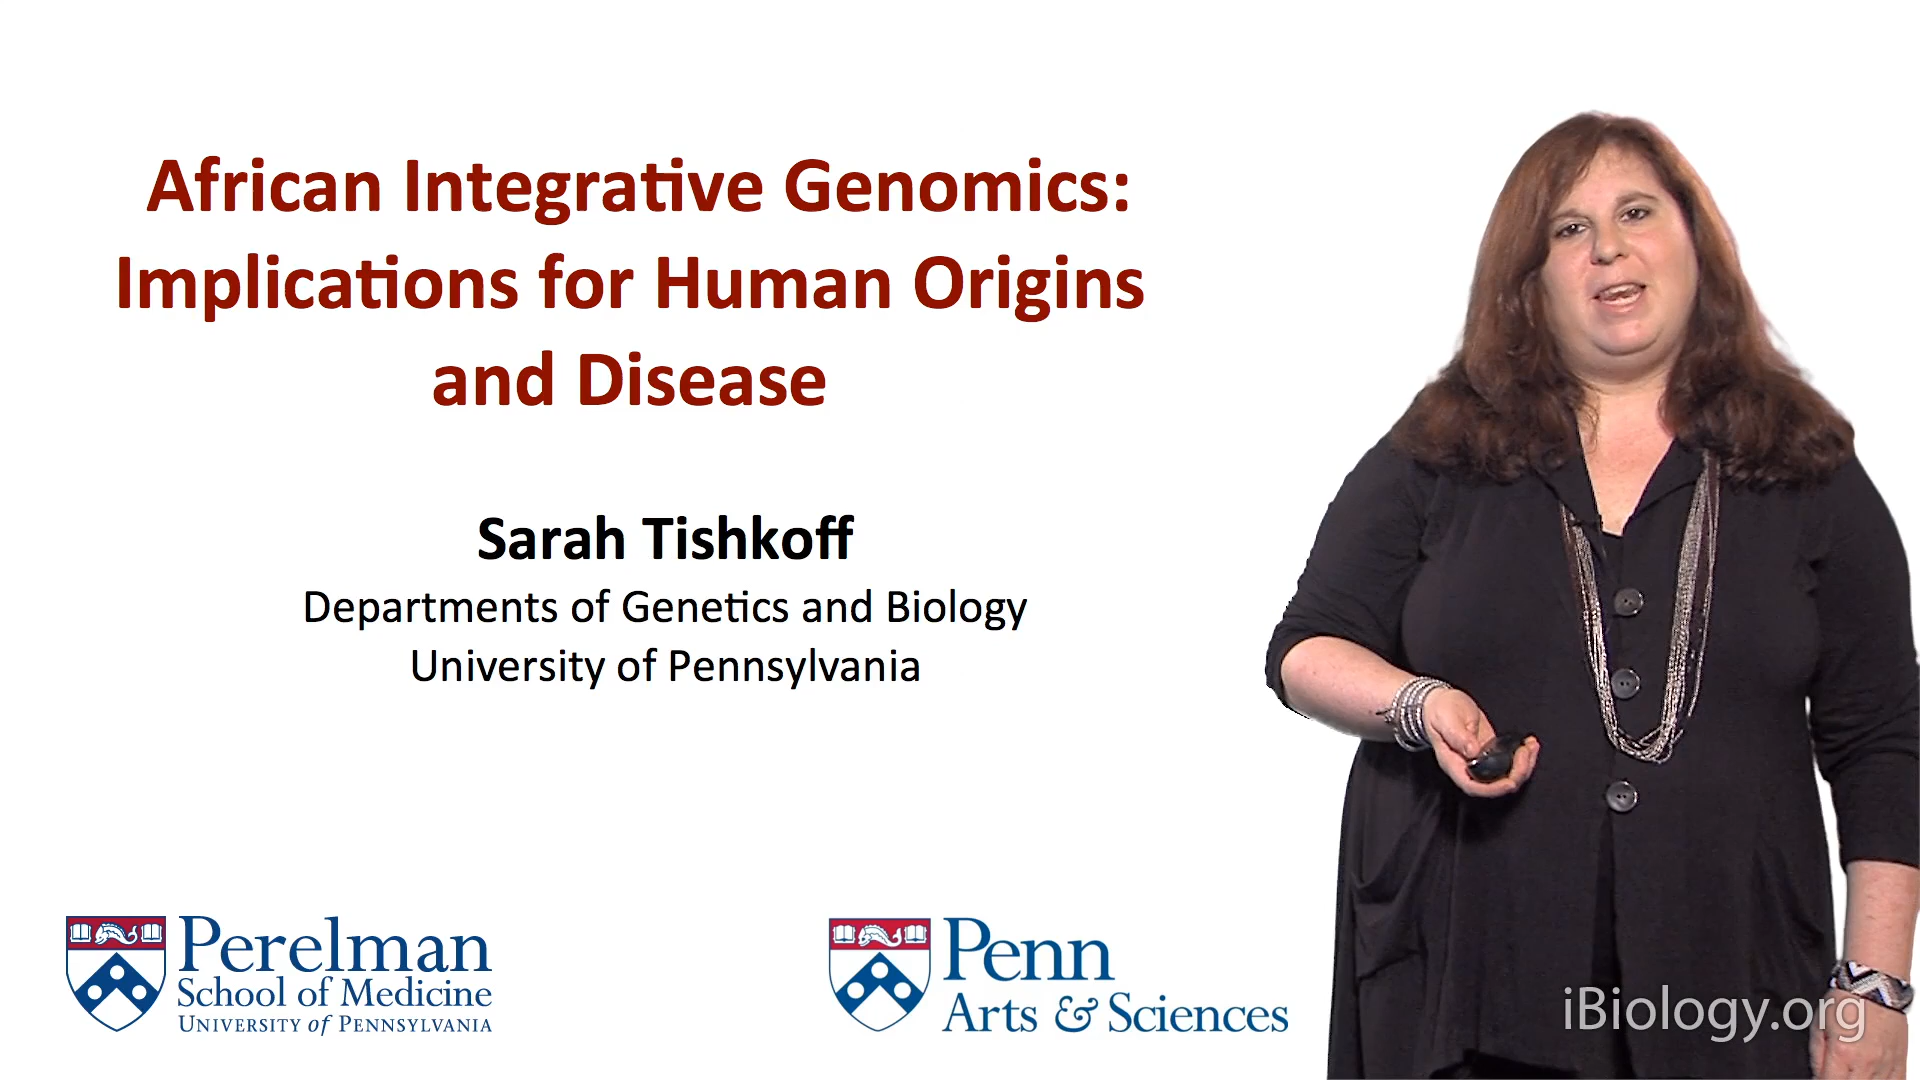 African Integrative Genomics:
Implications for Human Origins
and Disease
Sarah Tishkoff
Departments of Genetics and Biology
University of Pennsylvania
Perelman
School of Medicine
University of Pennsylvania
Penn
Arts & Sciences
iBiology.org